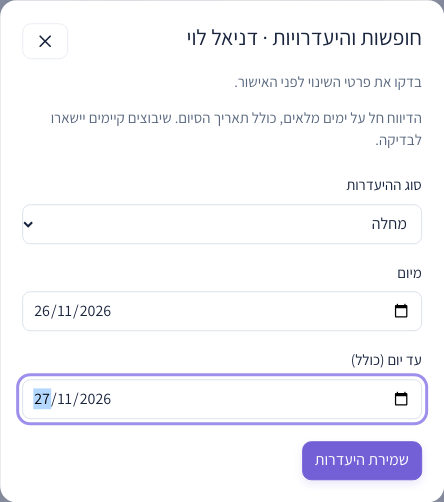 חופשות והיעדרויות · דניאל לוי
בדקו את פרטי השינוי לפני האישור.
הדיווח חל על ימים מלאים, כולל תאריך הסיום. שיבוצים קיימים יישארו
לבדיקה.
סוג ההיעדרות
מחלה
מיום
26/11/2026
עד יום (כולל)
27/11/2026
שמירת היעדרות